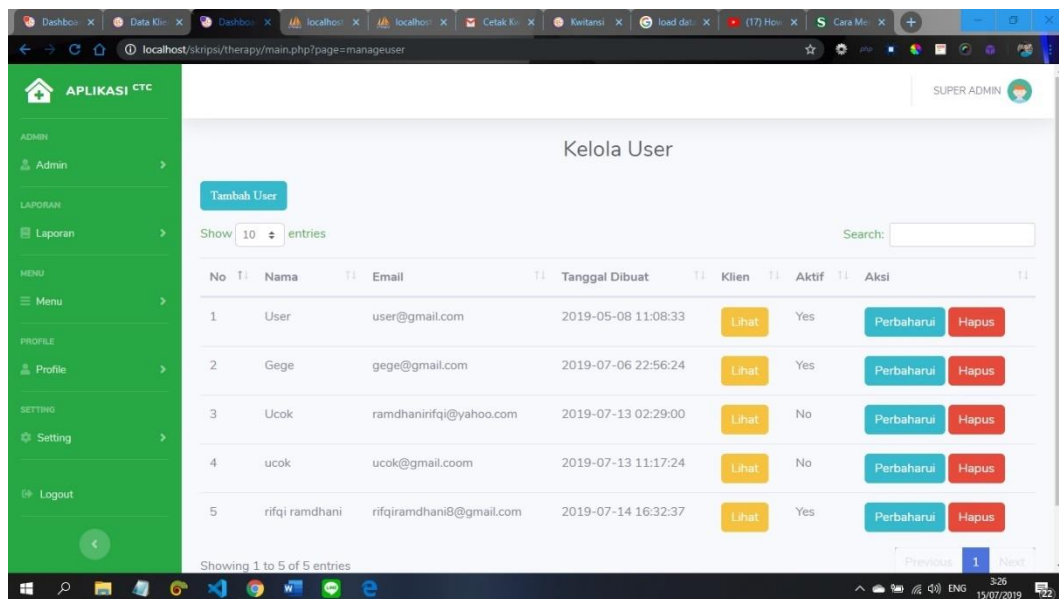 Dashboa
Data Klie
Dashboa
localhost
localhost
Cetak Kw
Kwitansi
load data
(17) How
Cara Me
localhost/skripsi/therapy/main.php?page=manageuser
APLIKASI CTC
SUPER ADMIN
ADMIN
Admin
LAPORAN
Laporan
MENU
Menu
PROFILE
Profile
SETTING
Setting
Logout
Kelola User
Tambah User
Show 10 entries
Search:
No Nama Email Tanggal Dibuat Klien Aktif Aksi
1 User user@gmail.com 2019-05-08 11:08:33 Lihat Yes Perbaharui Hapus
2 Gege gege@gmail.com 2019-07-06 22:56:24 Lihat Yes Perbaharui Hapus
3 Ucok ramdhanirifqi@yahoo.com 2019-07-13 02:29:00 Lihat No Perbaharui Hapus
4 ucok ucok@gmail.coom 2019-07-13 11:17:24 Lihat No Perbaharui Hapus
5 rifqi ramdhani rifqiramdhani8@gmail.com 2019-07-14 16:32:37 Lihat Yes Perbaharui Hapus
Showing 1 to 5 of 5 entries
Previous 1 Next
ENG
3:26
15/07/2019
22